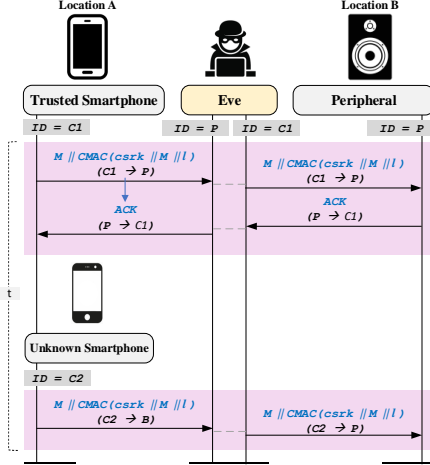 Location A
Location B
Trusted Smartphone
Eve
Peripheral
ID = C1
ID = P
ID = C1
ID = P
M ‖ CMAC(csrk ‖ M ‖ l)
(C1 → P)
M ‖ CMAC(csrk ‖ M ‖ l)
(C1 → P)
ACK
(P → C1)
ACK
(P → C1)
t
Unknown Smartphone
ID = C2
M ‖ CMAC(csrk ‖ M ‖ l)
(C2 → B)
M ‖ CMAC(csrk ‖ M ‖ l)
(C2 → P)